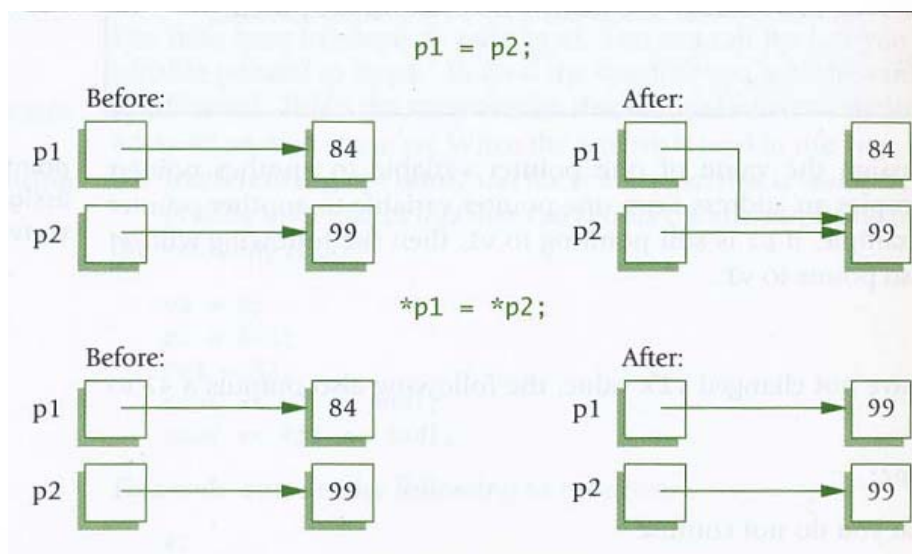 p1 = p2;
Before:
After:
p1
84
p1
84
p2
99
p2
99
*p1 = *p2;
Before:
After:
p1
84
p1
99
p2
99
p2
99